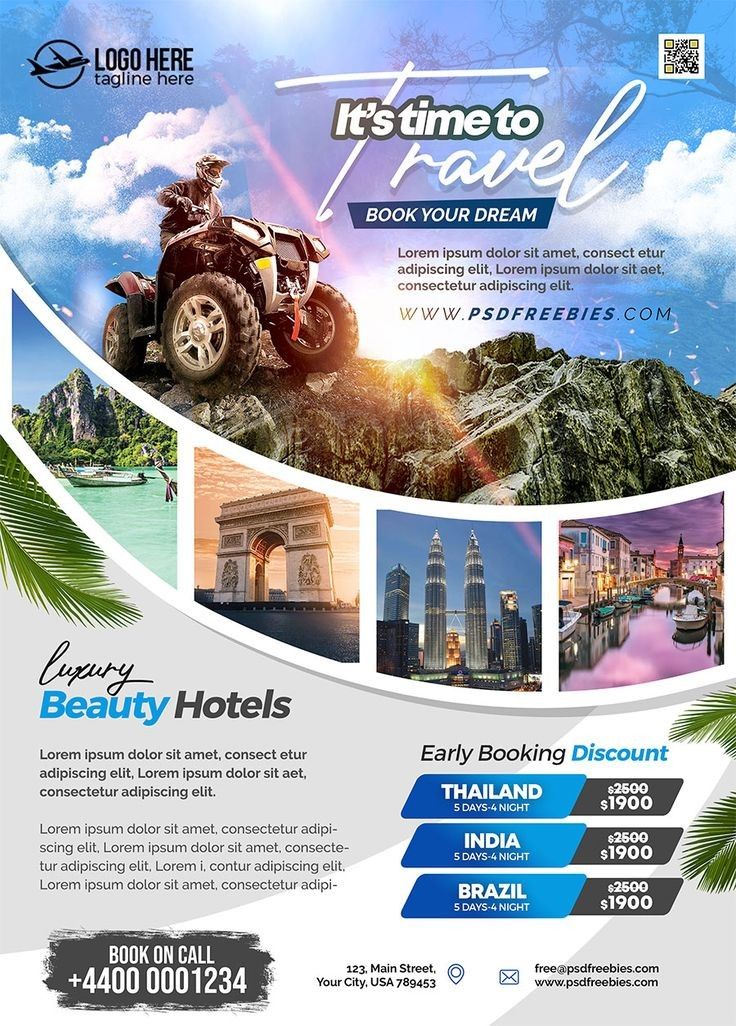 LOGO HERE
tagline here
It's time to
Travel
BOOK YOUR DREAM
Lorem ipsum dolor sit amet, consect etuer
adipiscing elit, Lorem ipsum dolor sit aet,
consectetur adipiscing elit.
WWW.PSDFREEBIES.COM
luxury
Beauty Hotels
Lorem ipsum dolor sit amet, consect etuer
adipiscing elit, Lorem ipsum dolor sit aet,
consectetur adipiscing elit.
Lorem ipsum dolor sit amet, consectetur adipi-
scing elit, Lorem ipsum dolor sit amet, consecte-
tur adipiscing elit, Lorem i, contur adipiscing elit,
Lorem ipsum dolor sit amet, consectetur adipi-
Early Booking Discount
THAILAND
5 DAYS-4 NIGHT
$2500
$1900
INDIA
5 DAYS-4 NIGHT
$2500
$1900
BRAZIL
5 DAYS-4 NIGHT
$2500
$1900
BOOK ON CALL
+4400 0001234
123, Main Street,
Your City, USA 789453
free@psdfreebies.com
www.psdfreebies.com